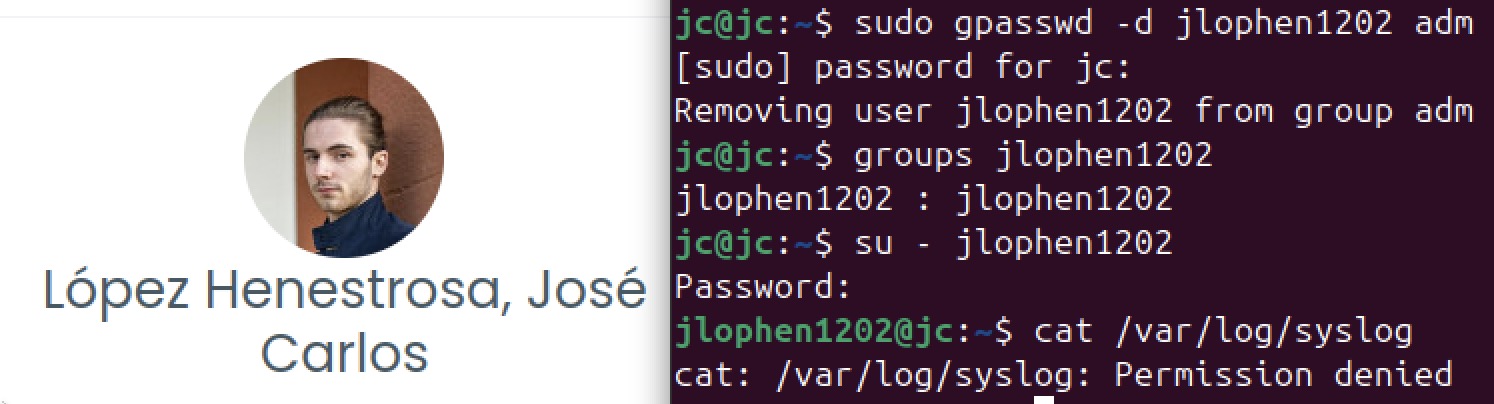 López Henestrosa, José
Carlos
jc@jc:~$ sudo gpasswd -d jlophen1202 adm
[sudo] password for jc:
Removing user jlophen1202 from group adm
jc@jc:~$ groups jlophen1202
jlophen1202 : jlophen1202
jc@jc:~$ su - jlophen1202
Password:
jlophen1202@jc:~$ cat /var/log/syslog
cat: /var/log/syslog: Permission denied